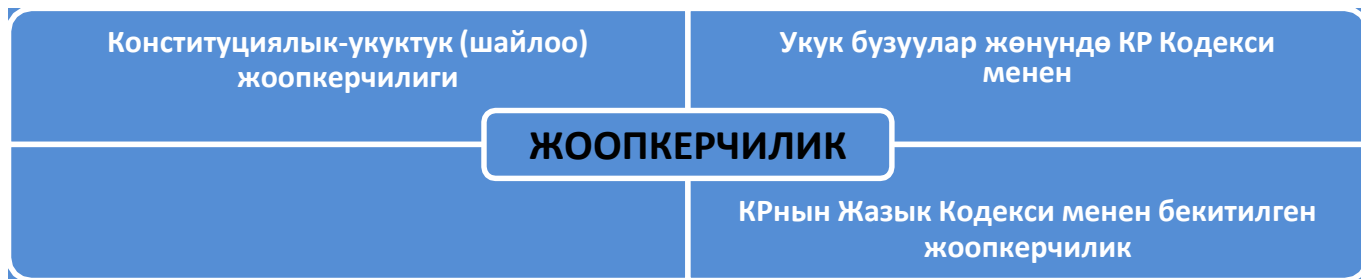 Конституциялык-укуктук (шайлоо)
жоопкерчилиги
Укук бузуулар жөнүндө КР Кодекси
менен
ЖООПКЕРЧИЛИК
КРнын Жазык Кодекси менен бекитилген
жоопкерчилик